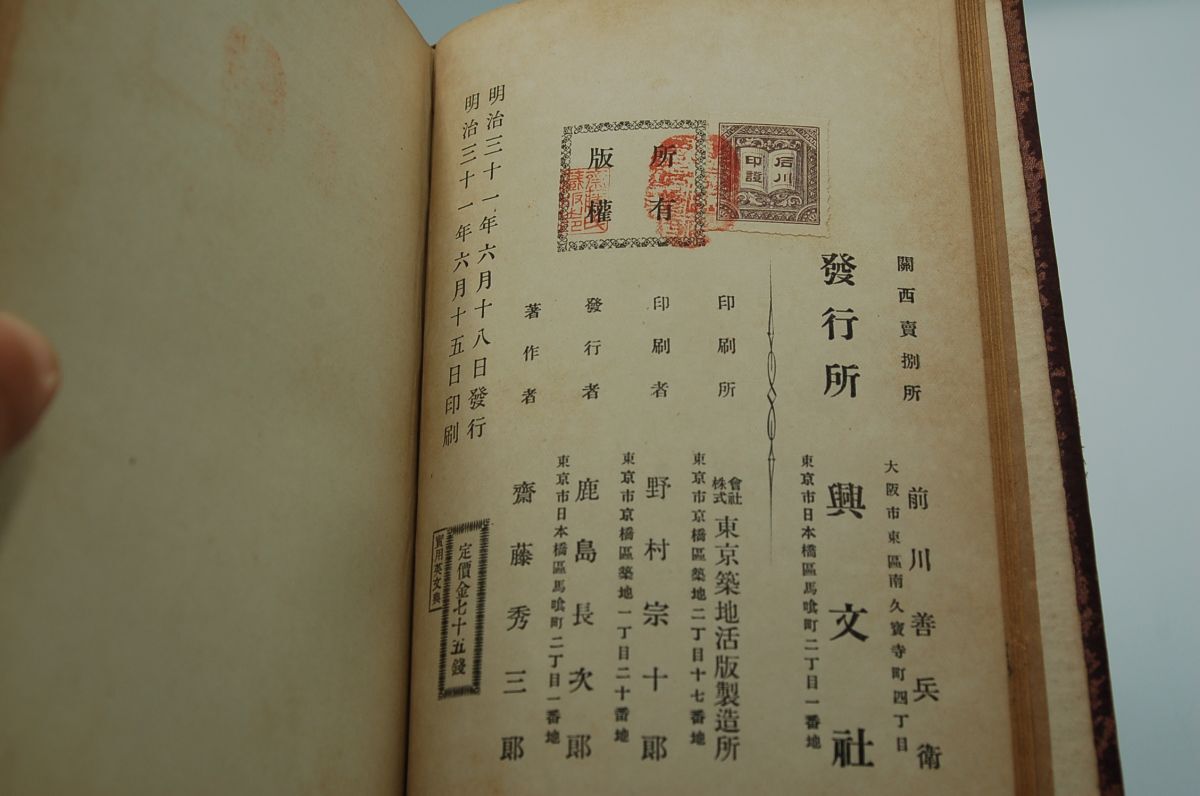 實用英文典
定價金七十五錢
明治三十一年六月十五日印刷
明治三十一年六月十八日發行
版權
所有
著作者 齋藤秀三郎
發行者 東京市日本橋區馬喰町二丁目一番地 鹿島長次郎
印刷者 東京市京橋區築地一丁目二十番地 野村宗十郎
印刷所 東京市京橋區築地二丁目十七番地 株式會社 東京築地活版製造所
發行所 東京市日本橋區馬喰町二丁目一番地 興文社
關西賣捌所 大阪市東區南久寳寺町四丁目 前川善兵衛
后川
印證